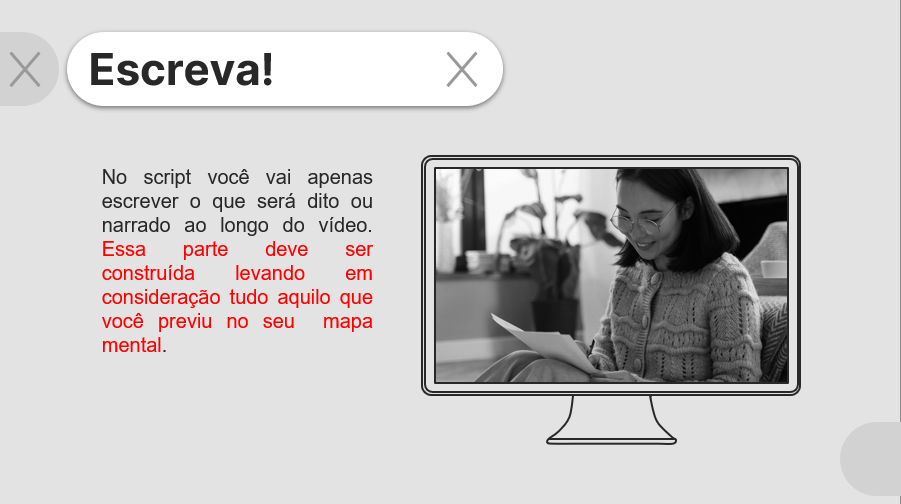 Escreva!
No script você vai apenas
escrever o que será dito ou
narrado ao longo do vídeo.
Essa parte deve ser
construída levando em
consideração tudo aquilo que
você previu no seu mapa
mental.